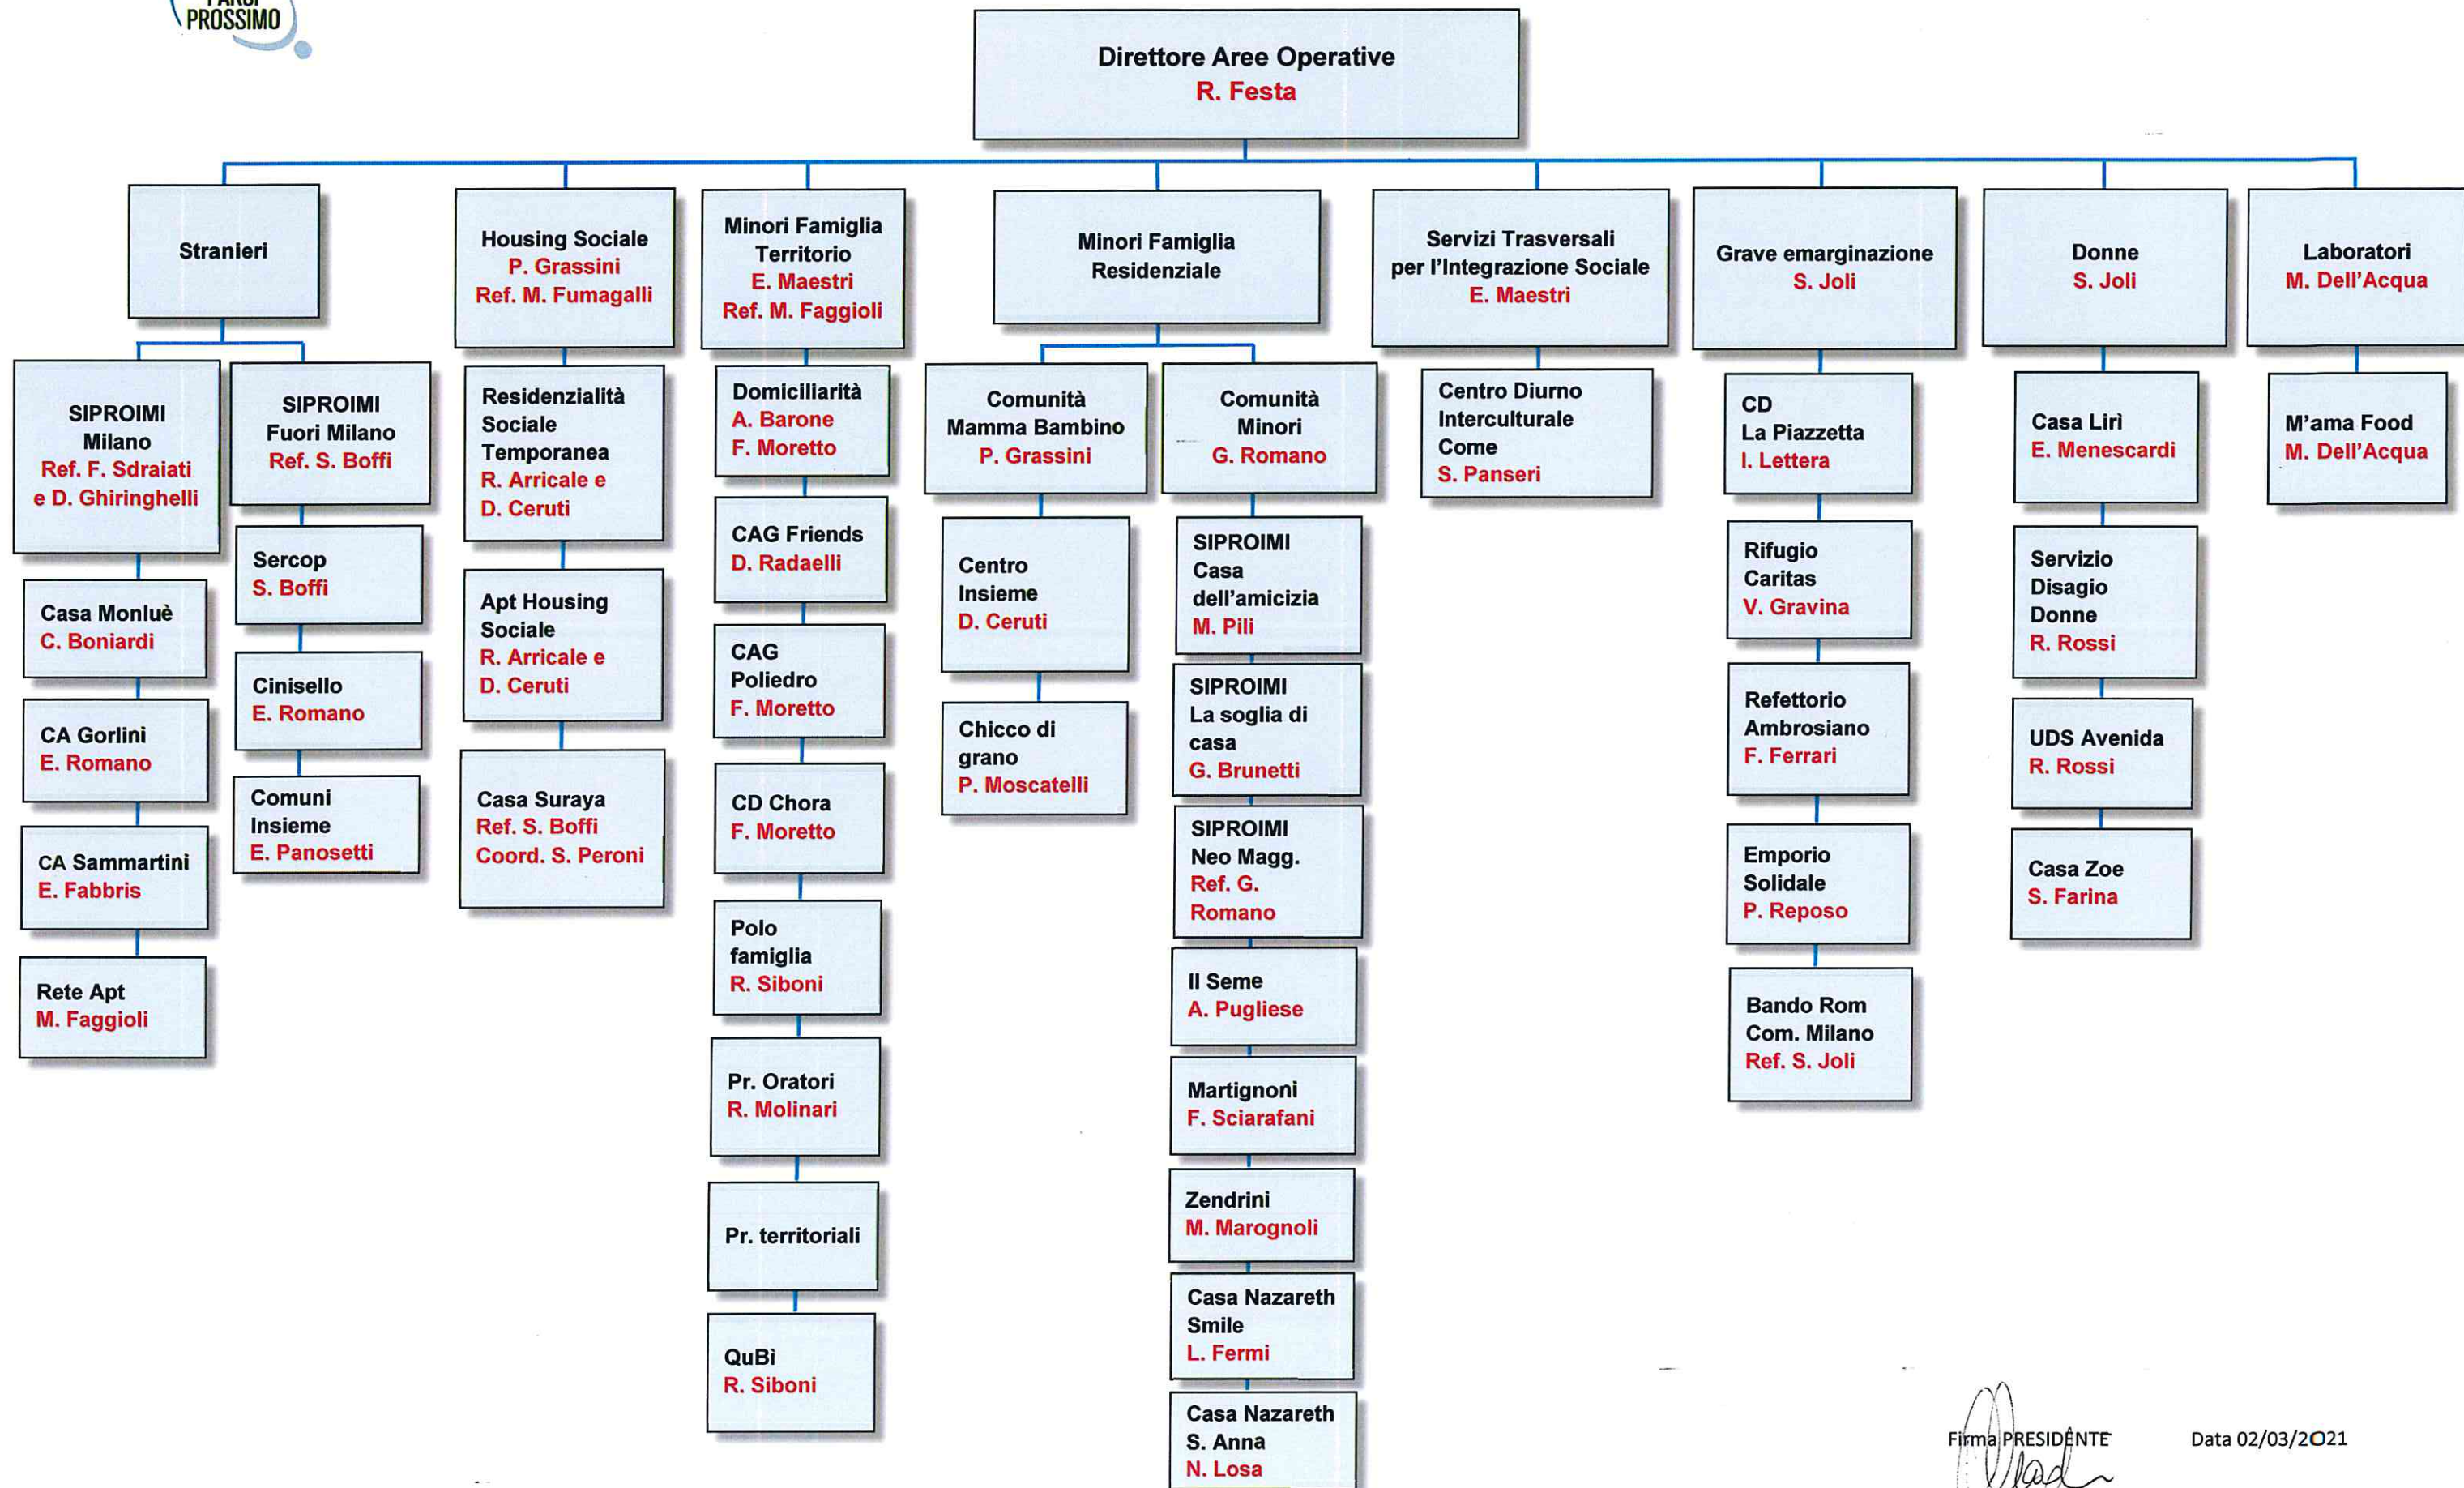 FARSI
PROSSIMO
Direttore Aree Operative
R. Festa
Stranieri
SIPROIMI
Milano
Ref. F. Sdraiati
e D. Ghiringhelli
Casa Monluè
C. Boniardi
CA Gorlini
E. Romano
CA Sammartini
E. Fabbris
Rete Apt
M. Faggioli
SIPROIMI
Fuori Milano
Ref. S. Boffi
Sercop
S. Boffi
Cinisello
E. Romano
Comuni
Insieme
E. Panosetti
Housing Sociale
P. Grassini
Ref. M. Fumagalli
Residenzialità
Sociale
Temporanea
R. Arricale e
D. Ceruti
Apt Housing
Sociale
R. Arricale e
D. Ceruti
Casa Suraya
Ref. S. Boffi
Coord. S. Peroni
Minori Famiglia
Territorio
E. Maestri
Ref. M. Faggioli
Domiciliarità
A. Barone
F. Moretto
CAG Friends
D. Radaelli
CAG
Poliedro
F. Moretto
CD Chora
F. Moretto
Polo
famiglia
R. Siboni
Pr. Oratori
R. Molinari
Pr. territoriali
QuBì
R. Siboni
Minori Famiglia
Residenziale
Comunità
Mamma Bambino
P. Grassini
Centro
Insieme
D. Ceruti
Chicco di
grano
P. Moscatelli
Comunità
Minori
G. Romano
SIPROIMI
Casa
dell'amicizia
M. Pili
SIPROIMI
La soglia di
casa
G. Brunetti
SIPROIMI
Neo Magg.
Ref. G.
Romano
Il Seme
A. Pugliese
Martignoni
F. Sciarafani
Zendrini
M. Marognoli
Casa Nazareth
Smile
L. Fermi
Casa Nazareth
S. Anna
N. Losa
Servizi Trasversali
per l'Integrazione Sociale
E. Maestri
Centro Diurno
Interculturale
Come
S. Panseri
Grave emarginazione
S. Joli
CD
La Piazzetta
I. Lettera
Rifugio
Caritas
V. Gravina
Refettorio
Ambrosiano
F. Ferrari
Emporio
Solidale
P. Reposo
Bando Rom
Com. Milano
Ref. S. Joli
Donne
S. Joli
Casa Lirì
E. Menescardi
Servizio
Disagio
Donne
R. Rossi
UDS Avenida
R. Rossi
Casa Zoe
S. Farina
Laboratori
M. Dell'Acqua
M'ama Food
M. Dell'Acqua
Firma PRESIDENTE
Data 02/03/2021